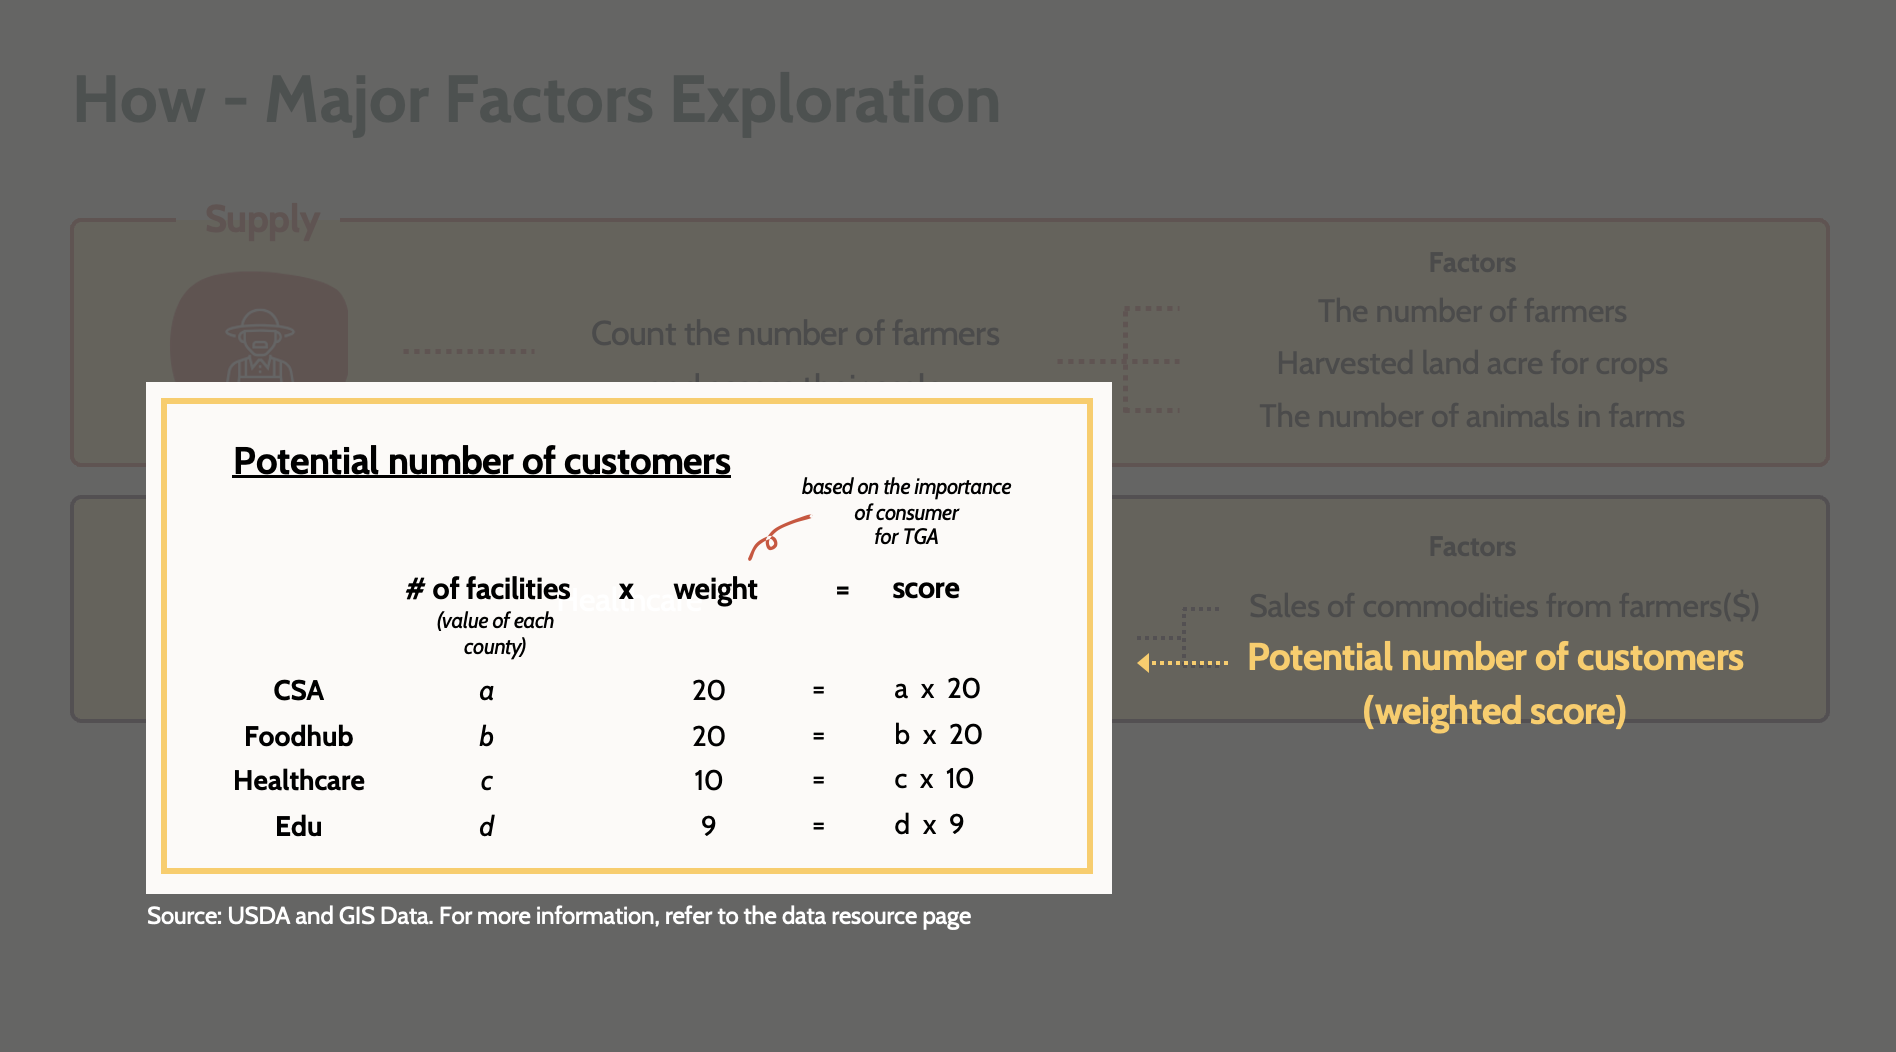 How - Major Factors Exploration
Supply
Count the number of farmers
Factors
The number of farmers
Harvested land acre for crops
The number of animals in farms
Potential number of customers
based on the importance
of consumer
for TGA
# of facilities x weight = score
(value of each
county)
Healthcare
CSA a 20 = a x 20
Foodhub b 20 = b x 20
Healthcare c 10 = c x 10
Edu d 9 = d x 9
Factors
Sales of commodities from farmers($)
Potential number of customers
(weighted score)
Source: USDA and GIS Data. For more information, refer to the data resource page